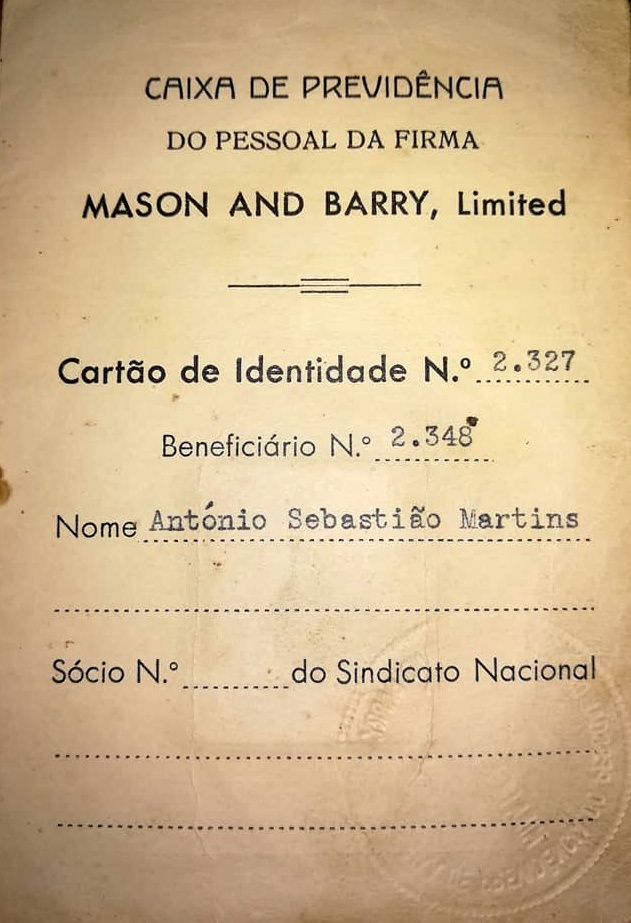 CAIXA DE PREVIDÊNCIA
DO PESSOAL DA FIRMA
MASON AND BARRY, Limited
Cartão de Identidade N.º 2.327
Beneficiário N.º 2.348
Nome António Sebastião Martins
Sócio N.º do Sindicato Nacional